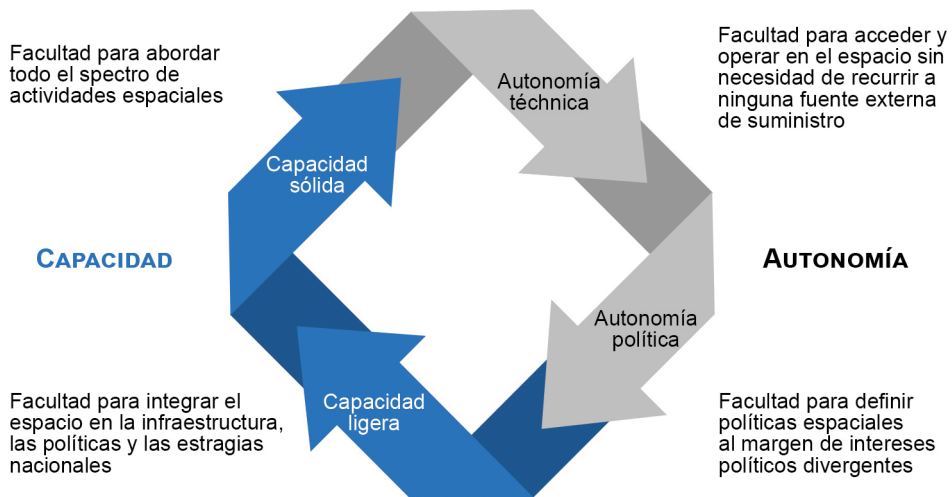 Facultad para abordar
todo el spectro de
actividades espaciales
Autonomía
téchnica
Facultad para acceder y
operar en el espacio sin
necesidad de recurrir a
ninguna fuente externa
de suministro
Capacidad
sólida
CAPACIDAD
AUTONOMÍA
Autonomía
política
Facultad para integrar el
espacio en la infraestructura,
las políticas y las estragias
nacionales
Capacidad
ligera
Facultad para definir
políticas espaciales
al margen de intereses
políticos divergentes